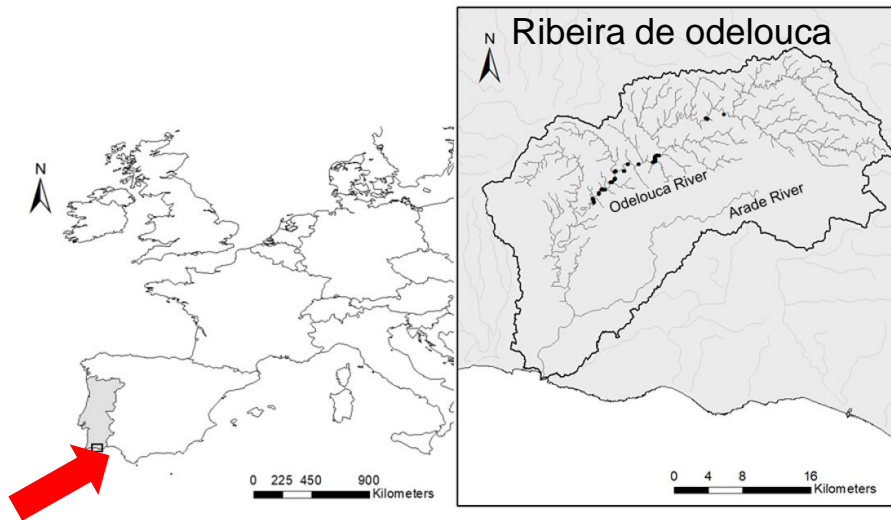 N
0 225 450 900
Kilometers
Ribeira de odelouca
N
Odelouca River
Arade River
0 4 8 16
Kilometers